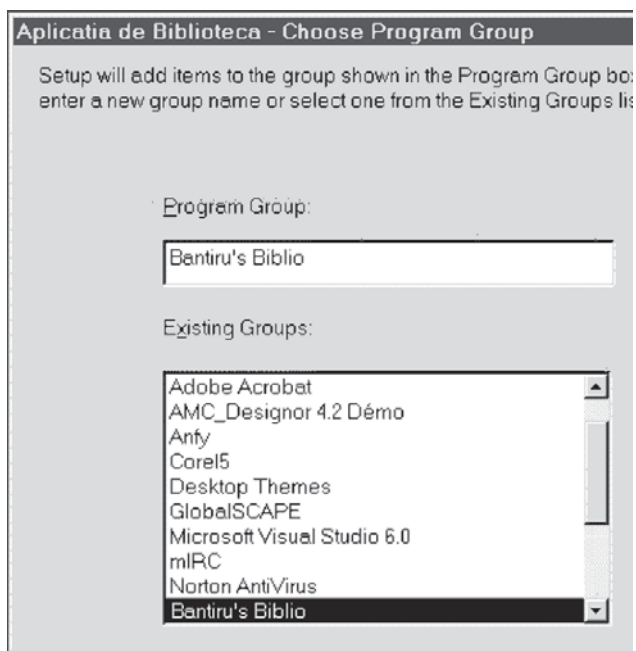 Aplicatia de Biblioteca - Choose Program Group
Setup will add items to the group shown in the Program Group
enter a new group name or select one from the Existing Groups
Program Group:
Bantiru's Biblio
Existing Groups:
Adobe Acrobat
AMC_Designor 4.2 Démo
Anfy
Corel5
Desktop Themes
GlobalSCAPE
Microsoft Visual Studio 6.0
mIRC
Norton AntiVirus
Bantiru's Biblio